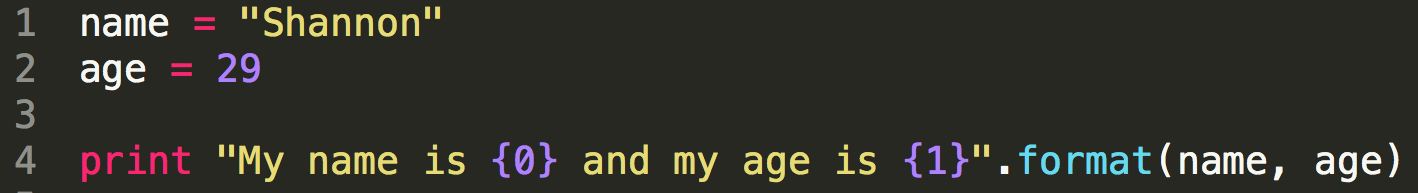 1 name = "Shannon"
2 age = 29
3
4 print "My name is {0} and my age is {1}".format(name, age)